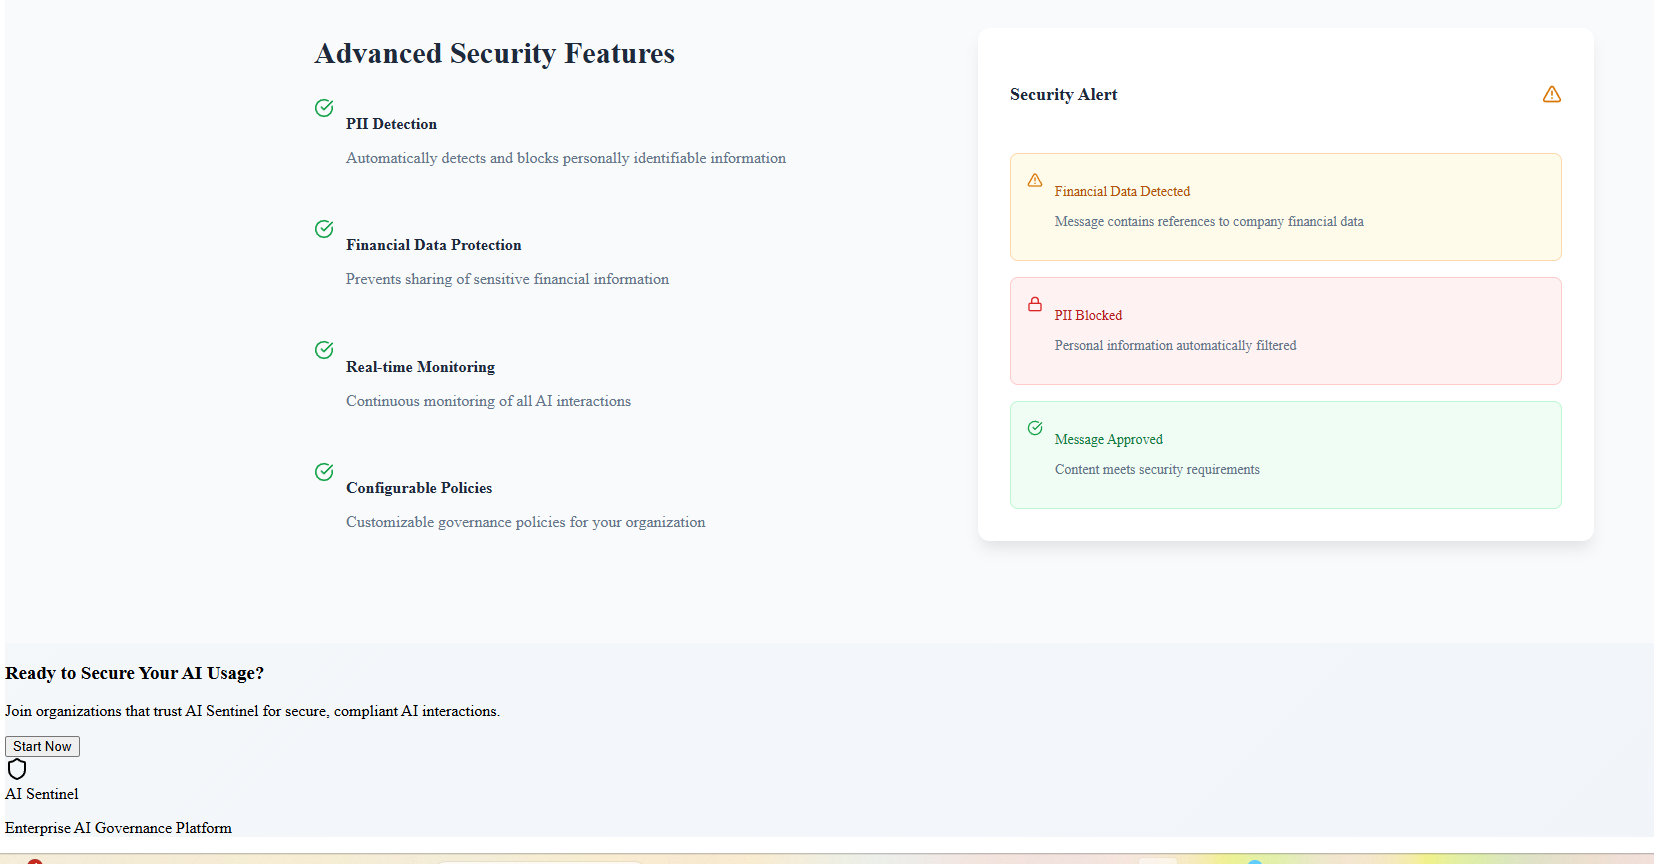 Advanced Security Features
PII Detection
Automatically detects and blocks personally identifiable information
Financial Data Protection
Prevents sharing of sensitive financial information
Real-time Monitoring
Continuous monitoring of all AI interactions
Configurable Policies
Customizable governance policies for your organization
Security Alert
Financial Data Detected
Message contains references to company financial data
PII Blocked
Personal information automatically filtered
Message Approved
Content meets security requirements
Ready to Secure Your AI Usage?
Join organizations that trust AI Sentinel for secure, compliant AI interactions.
Start Now
AI Sentinel
Enterprise AI Governance Platform